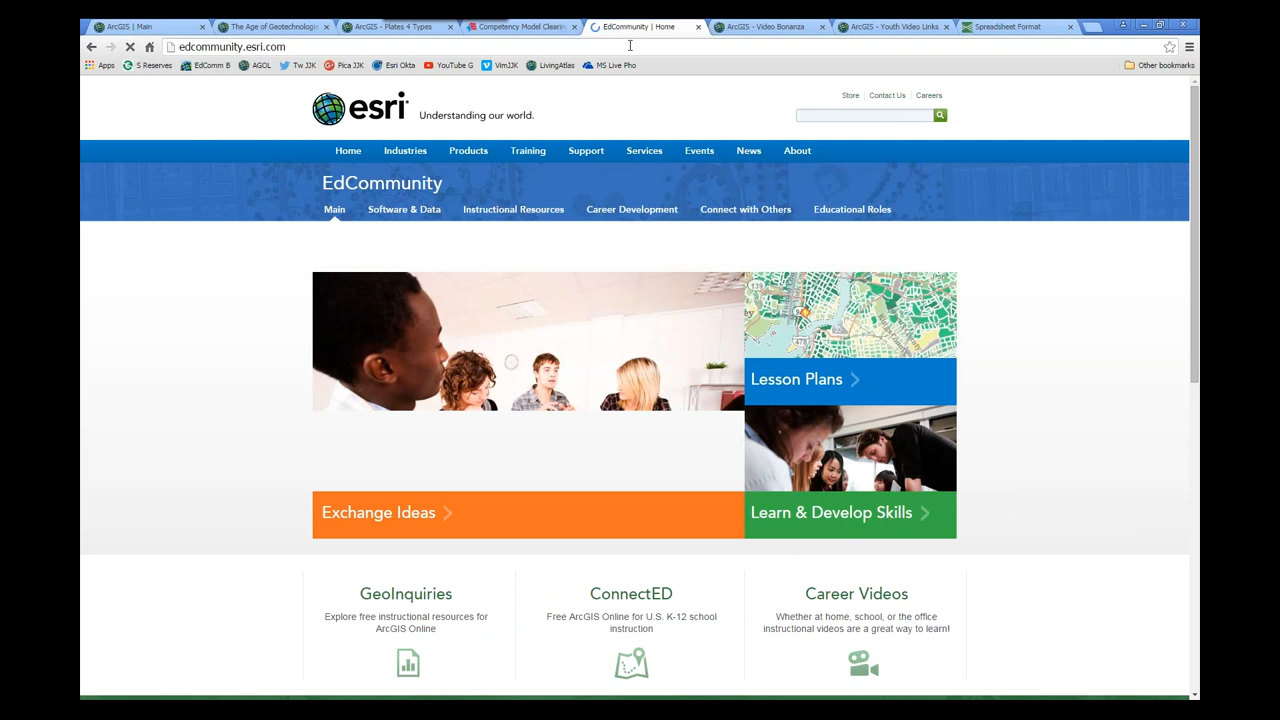 ArcGIS | Main
The Age of Geotechnologie
ArcGIS - Plates 4 Types
Competency Model Clearin
EdCommunity | Home
ArcGIS - Video Bonanza
ArcGIS - Youth Video Links
Spreadsheet Format
edcommunity.esri.com
Apps S Reserves EdComm B AGOL Tw JJK Pica JJK Esri Okta YouTube G VimJJK LivingAtlas MS Live Pho Other bookmarks
Store Contact Us Careers
esri Understanding our world.
Home Industries Products Training Support Services Events News About
EdCommunity
Main Software & Data Instructional Resources Career Development Connect with Others Educational Roles
139
Lesson Plans
Exchange Ideas
Learn & Develop Skills
GeoInquiries
Explore free instructional resources for
ArcGIS Online
ConnectED
Free ArcGIS Online for U.S. K-12 school
instruction
Career Videos
Whether at home, school, or the office
instructional videos are a great way to learn!